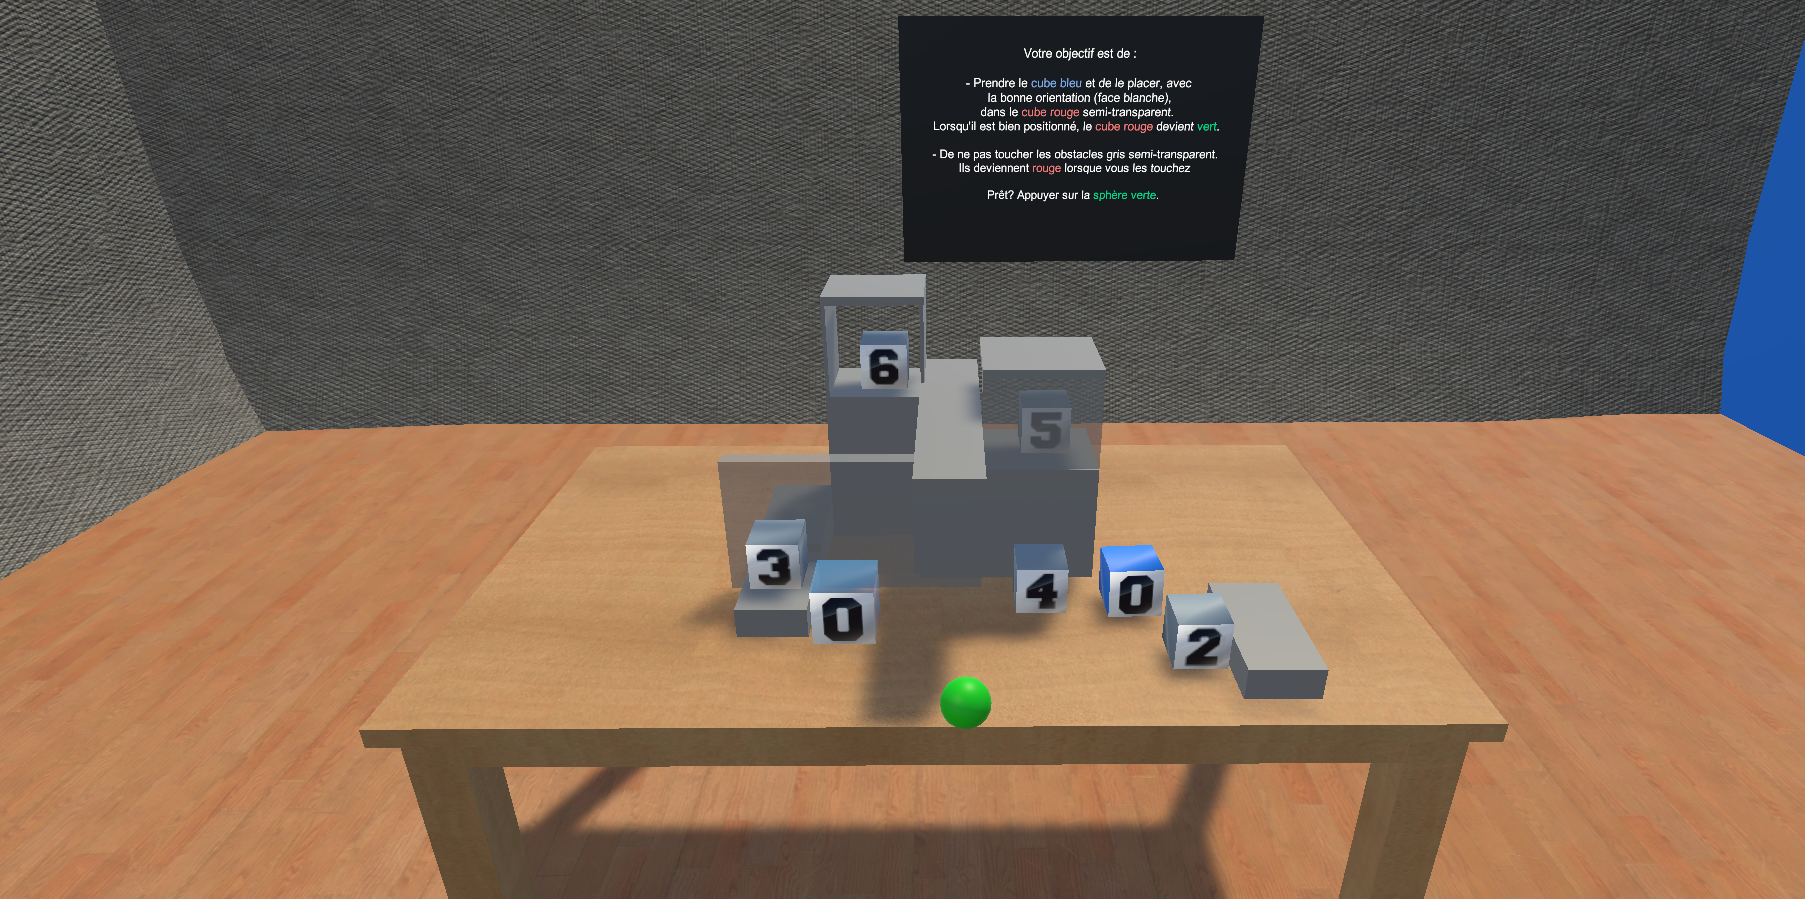 Votre objectif est de :
- Prendre le cube bleu et de le placer, avec
la bonne orientation (face blanche),
dans le cube rouge semi-transparent.
Lorsqu'il est bien positionné, le cube rouge devient vert.
- De ne pas toucher les obstacles gris semi-transparent.
Ils deviennent rouge lorsque vous les touchez
Prêt? Appuyer sur la sphère verte.
6
5
3
0
4
0
2